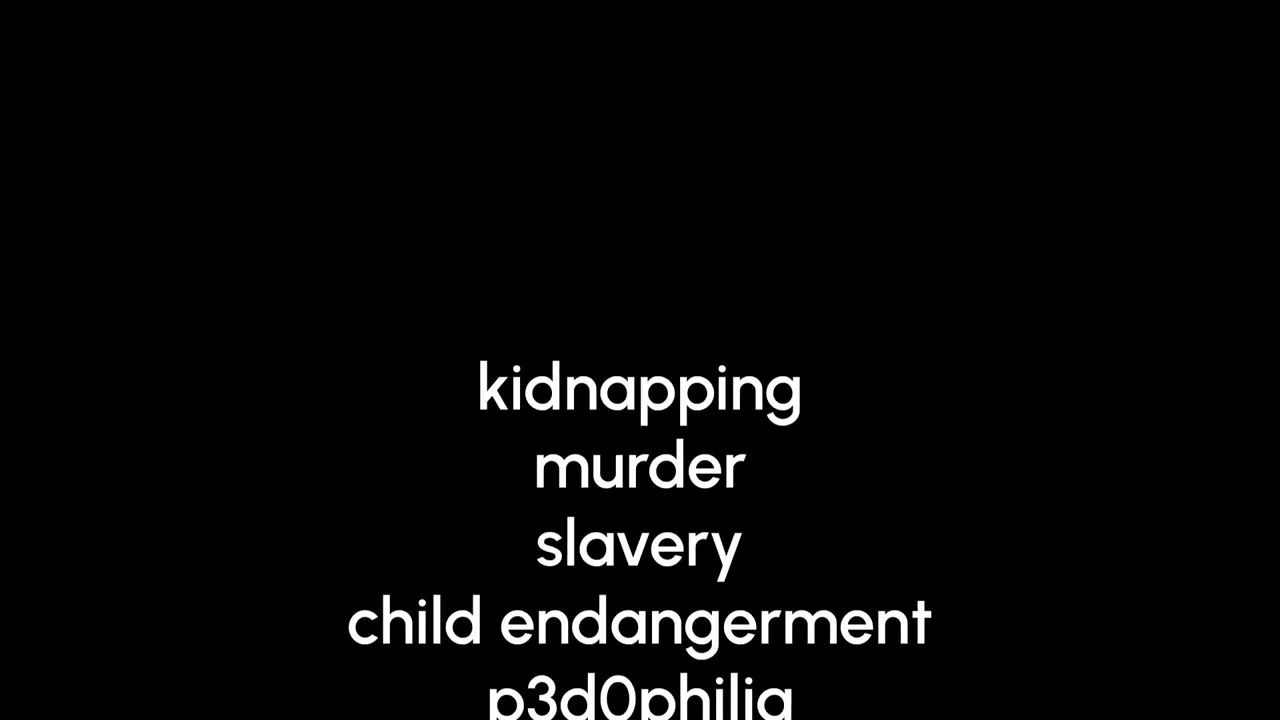 kidnapping
murder
slavery
child endangerment
p3d0philia